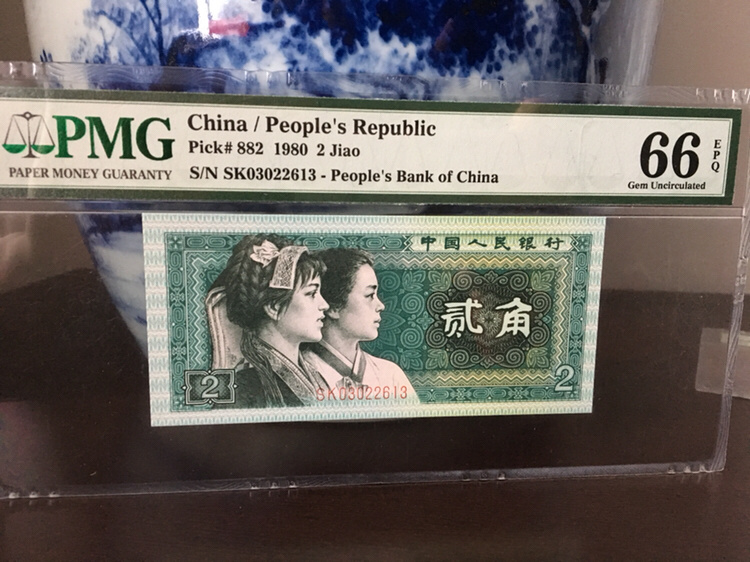 PMG
PAPER MONEY GUARANTY
China / People's Republic
Pick# 882 1980 2 Jiao
S/N SK03022613 - People's Bank of China
66 EPQ
Gem Uncirculated
中国人民银行
贰角
SK03022613
2
2